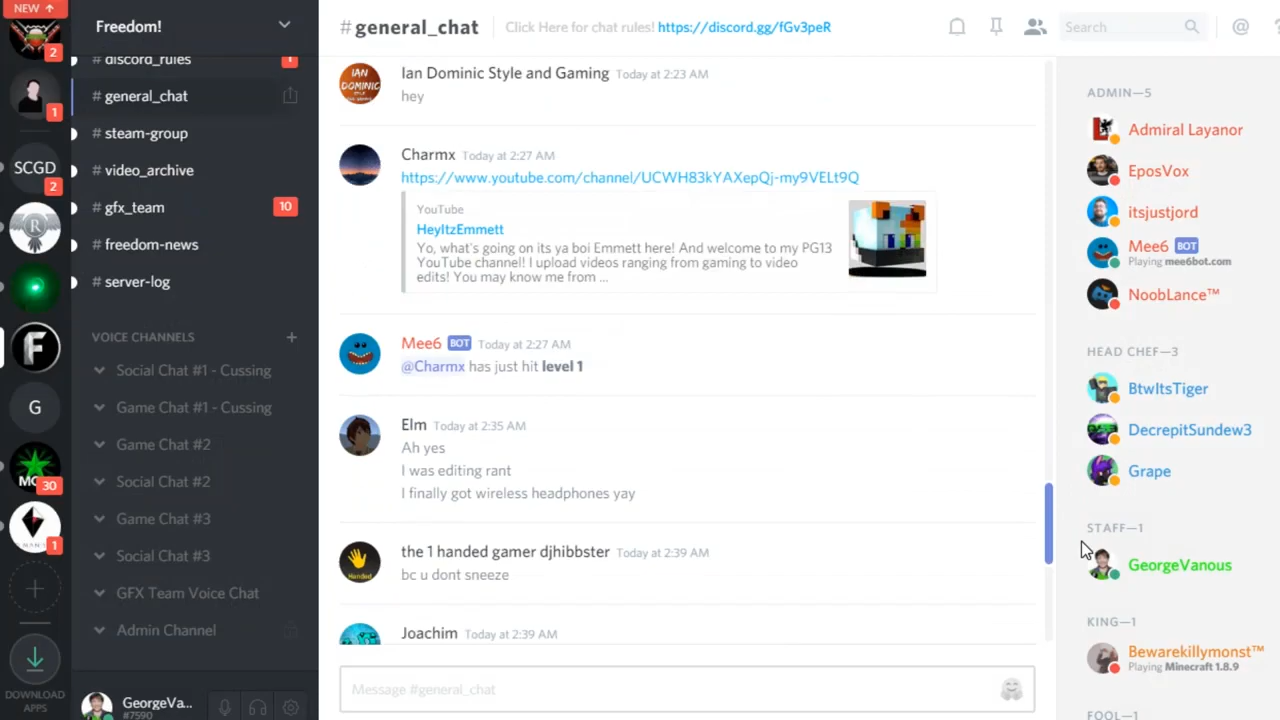 NEW ↑
2
1
SCGD
2
R
F
G
MC
30
1
DOWNLOAD
APPS
Freedom!
# discord_rules
1
# general_chat
# steam-group
# video_archive
# gfx_team
10
# freedom-news
# server-log
VOICE CHANNELS
Social Chat #1 - Cussing
Game Chat #1 - Cussing
Game Chat #2
Social Chat #2
Game Chat #3
Social Chat #3
GFX Team Voice Chat
Admin Channel
GeorgeVa...
#7590
#general_chat
Click Here for chat rules! https://discord.gg/fGv3peR
Search
@
?
IAN
DOMINIC
Ian Dominic Style and Gaming Today at 2:23 AM
hey
Charmx Today at 2:27 AM
https://www.youtube.com/channel/UCWH83kYAXepQj-my9VELt9Q
YouTube
HeyItzEmmett
Yo, what's going on its ya boi Emmett here! And welcome to my PG13
YouTube channel! I upload videos ranging from gaming to video
edits! You may know me from ...
Mee6 BOT Today at 2:27 AM
@Charmx has just hit level 1
Elm Today at 2:35 AM
Ah yes
I was editing rant
I finally got wireless headphones yay
Handed
the 1 handed gamer djhibbster Today at 2:39 AM
bc u dont sneeze
Joachim Today at 2:39 AM
Message #general_chat
ADMIN—5
Admiral Layanor
EposVox
itsjustjord
Mee6 BOT
Playing mee6bot.com
NoobLance™
HEAD CHEF—3
BtwItsTiger
DecrepitSundew3
Grape
STAFF—1
GeorgeVanous
KING—1
Bewarekillymonst™
Playing Minecraft 1.8.9
FOOL—1